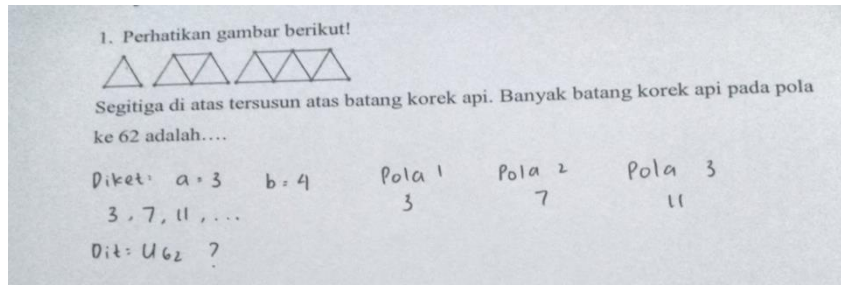 1. Perhatikan gambar berikut!
Segitiga di atas tersusun atas batang korek api. Banyak batang korek api pada pola
ke 62 adalah....
Diket: a = 3 b = 4 Pola 1 Pola 2 Pola 3
3, 7, 11, ... 3 7 11
Dit: U62 ?